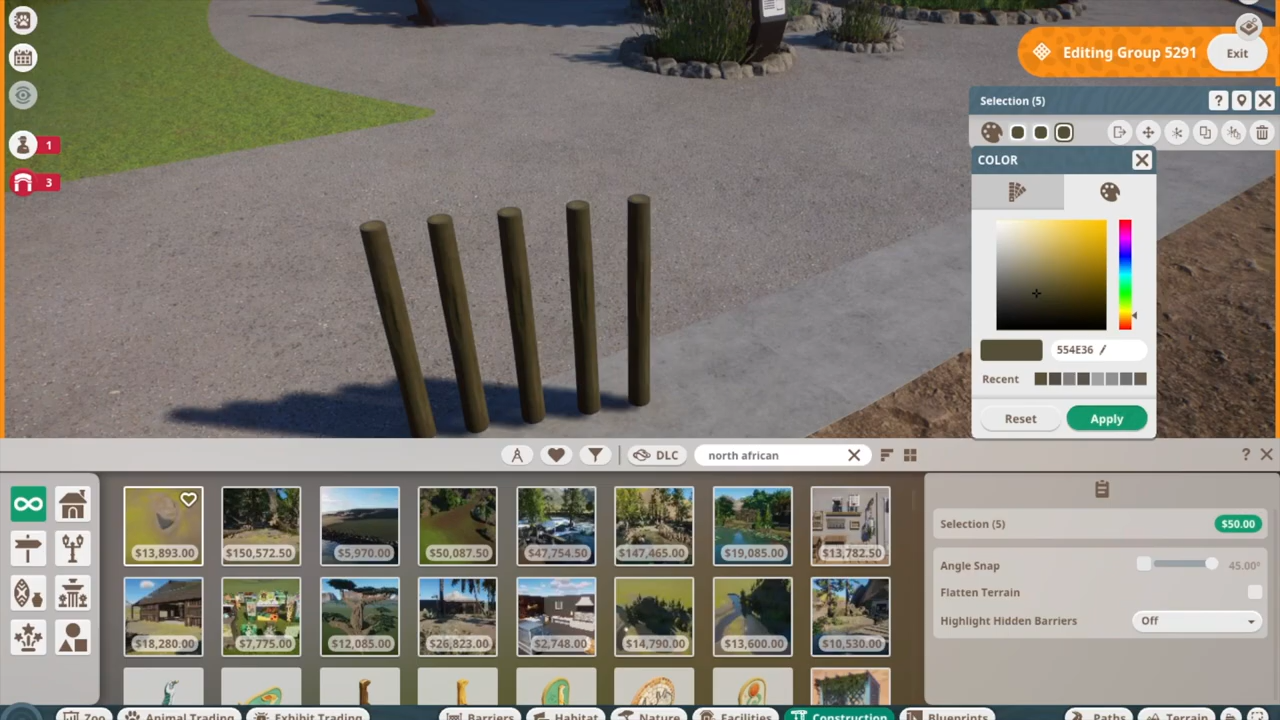 Editing Group 5291
Exit
Selection (5)
?
1
3
COLOR
554E36
Recent
Reset
Apply
DLC
north african
?
$13,893.00
$150,572.50
$5,970.00
$50,087.50
$47,754.50
$147,465.00
$19,085.00
$13,782.50
$18,280.00
$7,775.00
$12,085.00
$26,823.00
$2,748.00
$14,790.00
$13,600.00
$10,530.00
Selection (5)
$50.00
Angle Snap
45.00°
Flatten Terrain
Highlight Hidden Barriers
Off
Zoo
Animal Trading
Exhibit Trading
Barriers
Habitat
Nature
Facilities
Construction
Blueprints
Paths
Terrain